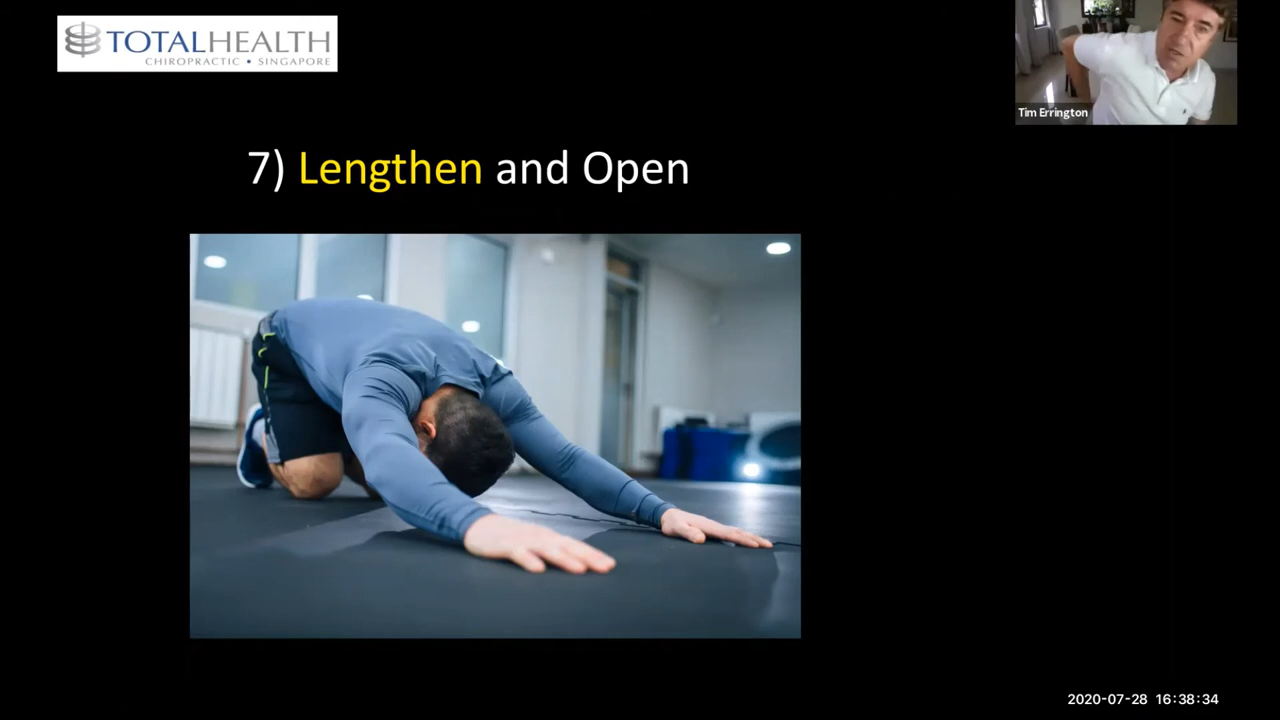 TOTALHEALTH
CHIROPRACTIC • SINGAPORE
Tim Errington
7) Lengthen and Open
2020-07-28 16:38:34